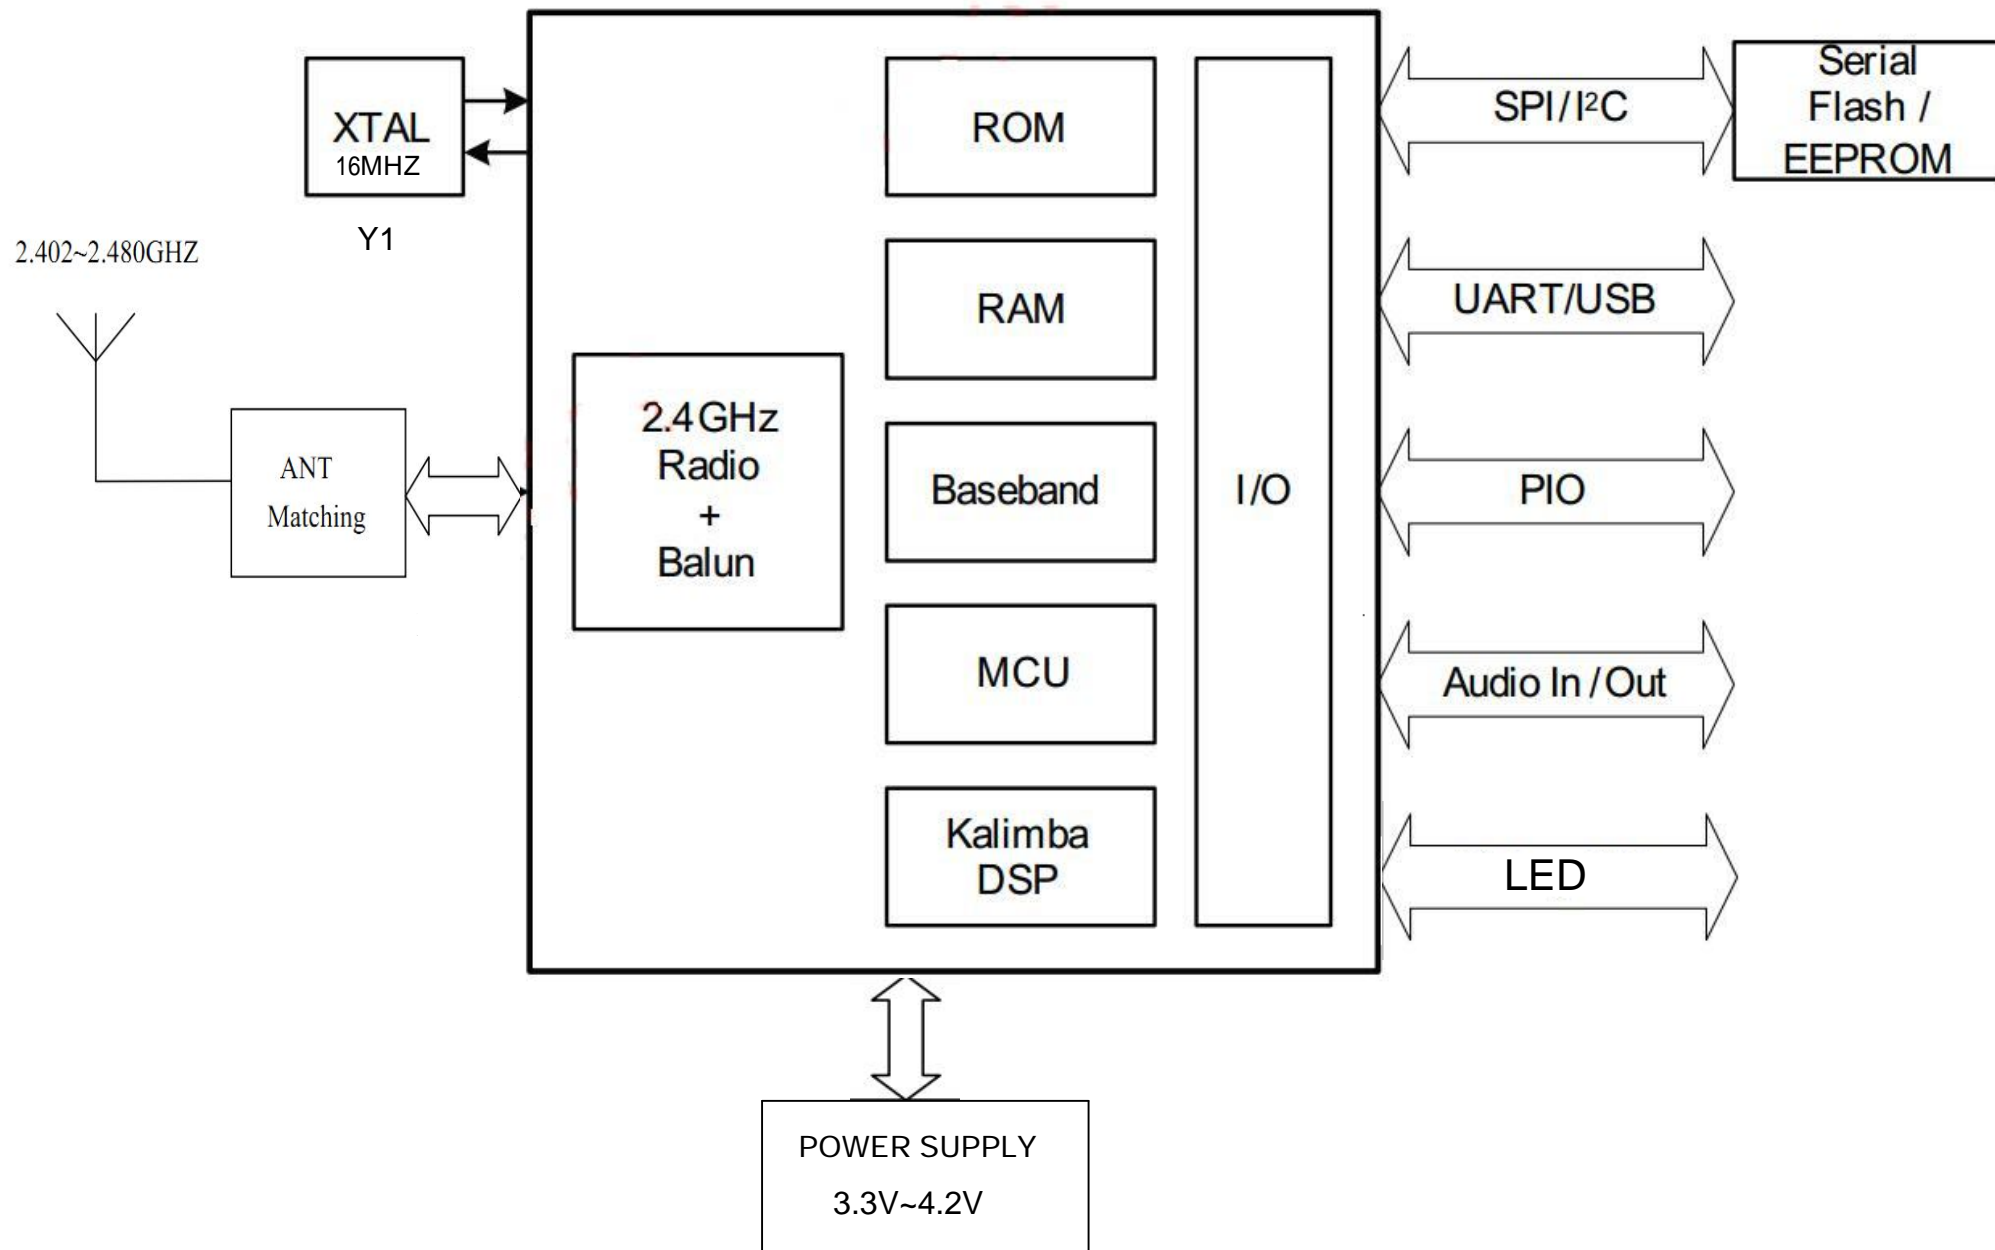 XTAL
16MHZ
Y1
2.402~2.480GHZ
ANT
Matching
2.4GHz
Radio
+
Balun
ROM
RAM
Baseband
MCU
Kalimba
DSP
I/O
SPI/I²C
Serial
Flash /
EEPROM
UART/USB
PIO
Audio In/Out
LED
POWER SUPPLY
3.3V~4.2V